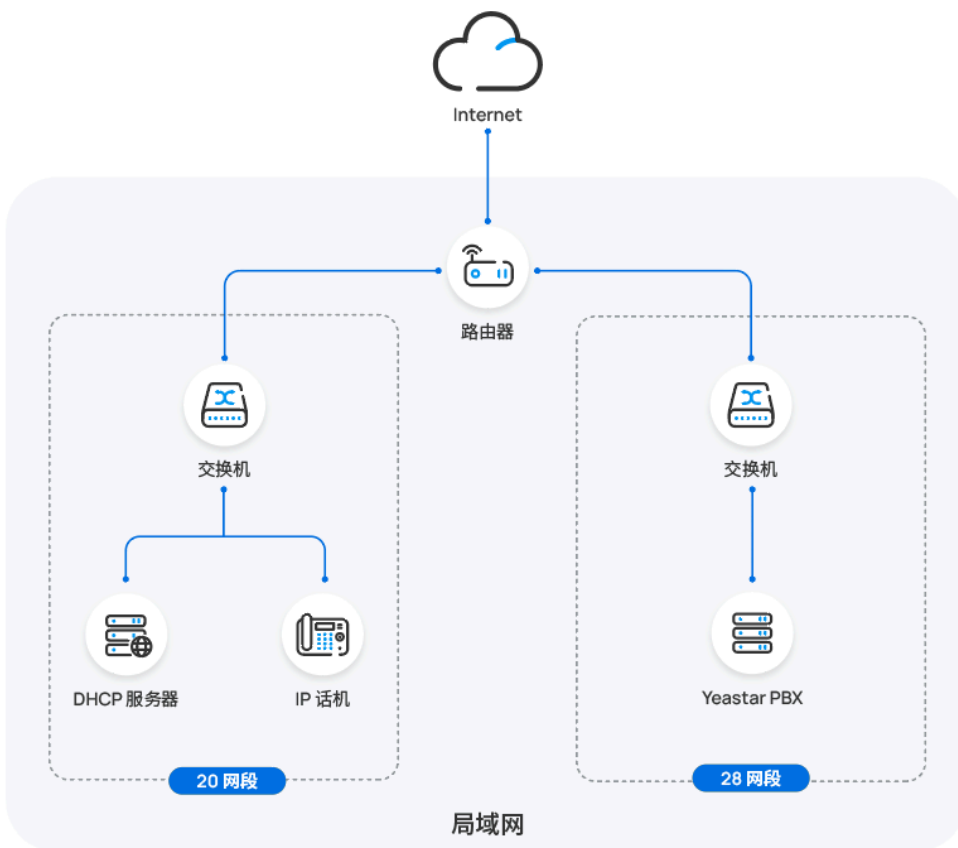 Internet
路由器
交换机
交换机
DHCP 服务器
IP 话机
Yeastar PBX
20 网段
28 网段
局域网